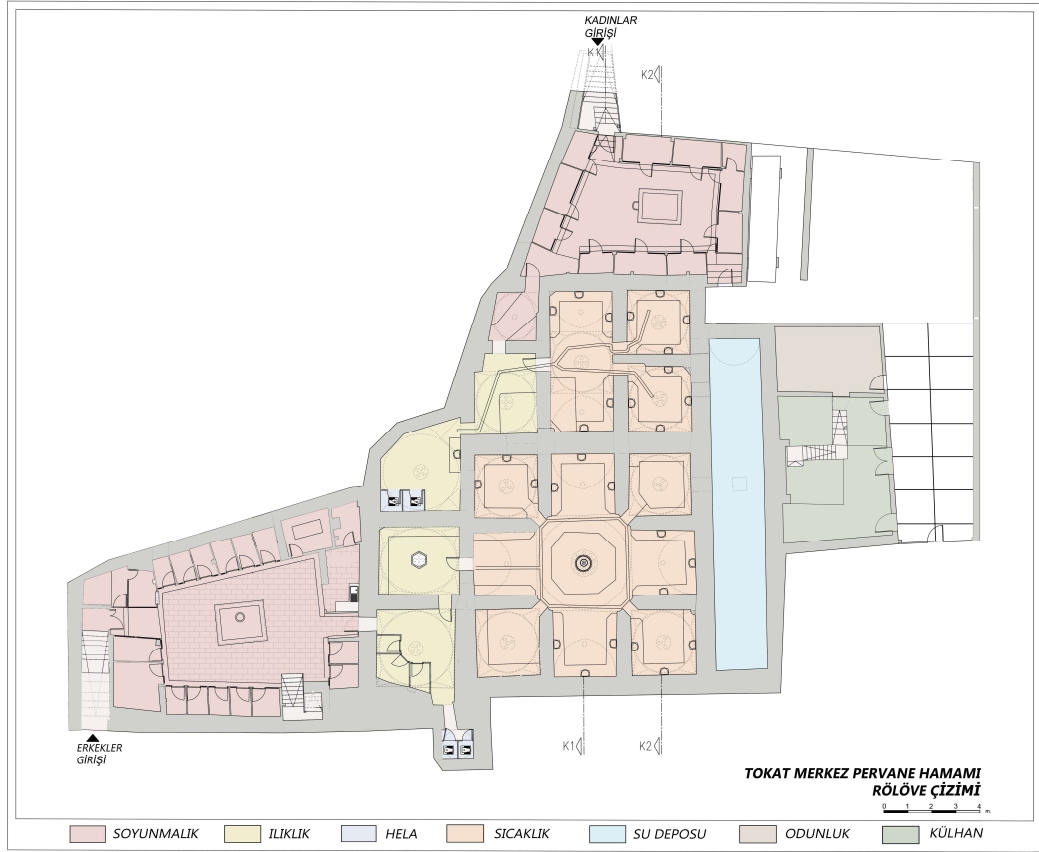 KADINLAR
GİRİŞİ
K1
K2
ERKEKLER
GİRİŞİ
K1
K2
TOKAT MERKEZ PERVANE HAMAMI
RÖLÖVE ÇİZİMİ
0 1 2 3 4 m.
SOYUNMALIK ILIKLIK HELA SICAKLIK SU DEPOSU ODUNLUK KÜLHAN